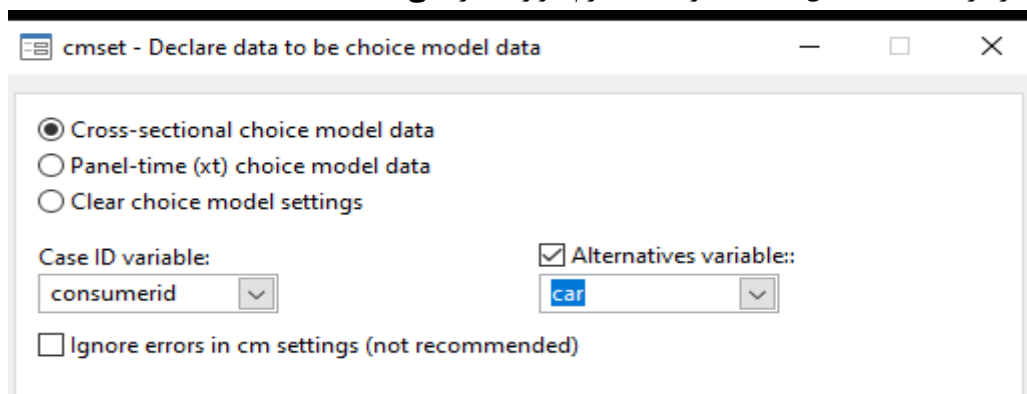 cmset - Declare data to be choice model data
Cross-sectional choice model data
Panel-time (xt) choice model data
Clear choice model settings
Case ID variable:
Alternatives variable::
consumerid
car
Ignore errors in cm settings (not recommended)